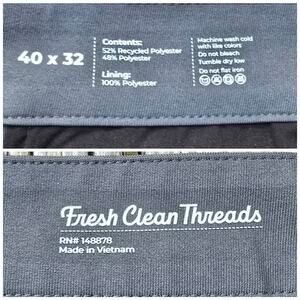 40 x 32
Contents:
52% Recycled Polyester
48% Polyester
Lining:
100% Polyester
Machine wash cold
with like colors
Do not bleach
Tumble dry low
Do not flat iron
Fresh Clean Threads
RN# 148878
Made in Vietnam